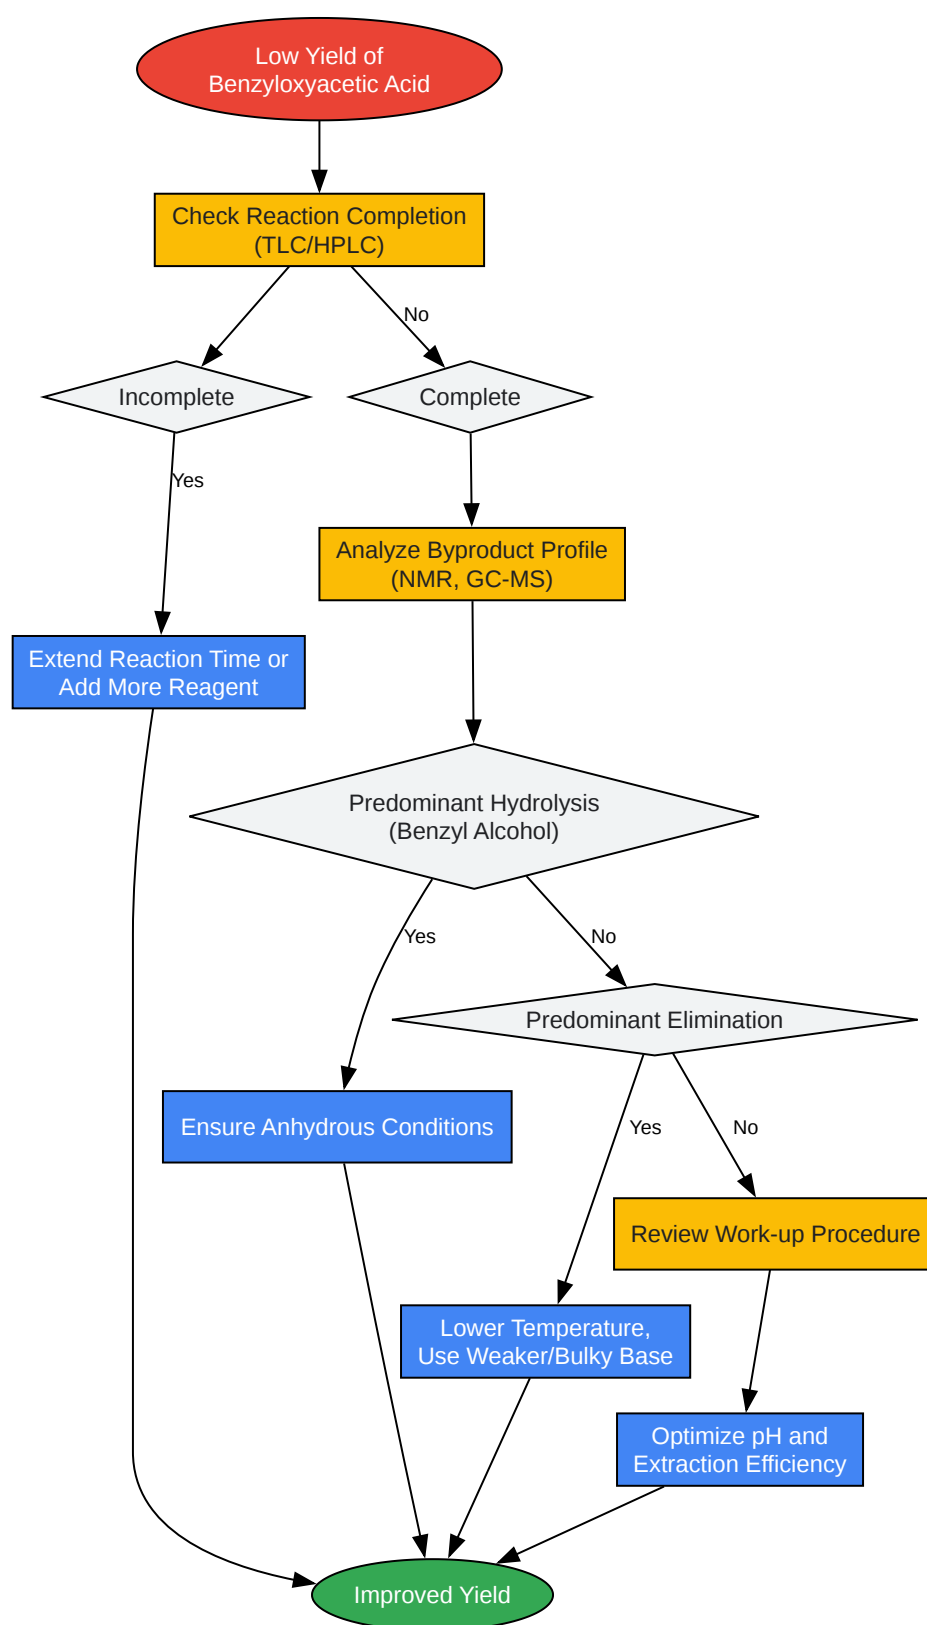 Low Yield of
Benzyloxyacetic Acid
Check Reaction Completion
(TLC/HPLC)
No
Incomplete
Complete
Yes
Analyze Byproduct Profile
(NMR, GC-MS)
Extend Reaction Time or
Add More Reagent
Predominant Hydrolysis
(Benzyl Alcohol)
Yes
No
Predominant Elimination
Ensure Anhydrous Conditions
Yes
No
Review Work-up Procedure
Lower Temperature,
Use Weaker/Bulky Base
Optimize pH and
Extraction Efficiency
Improved Yield